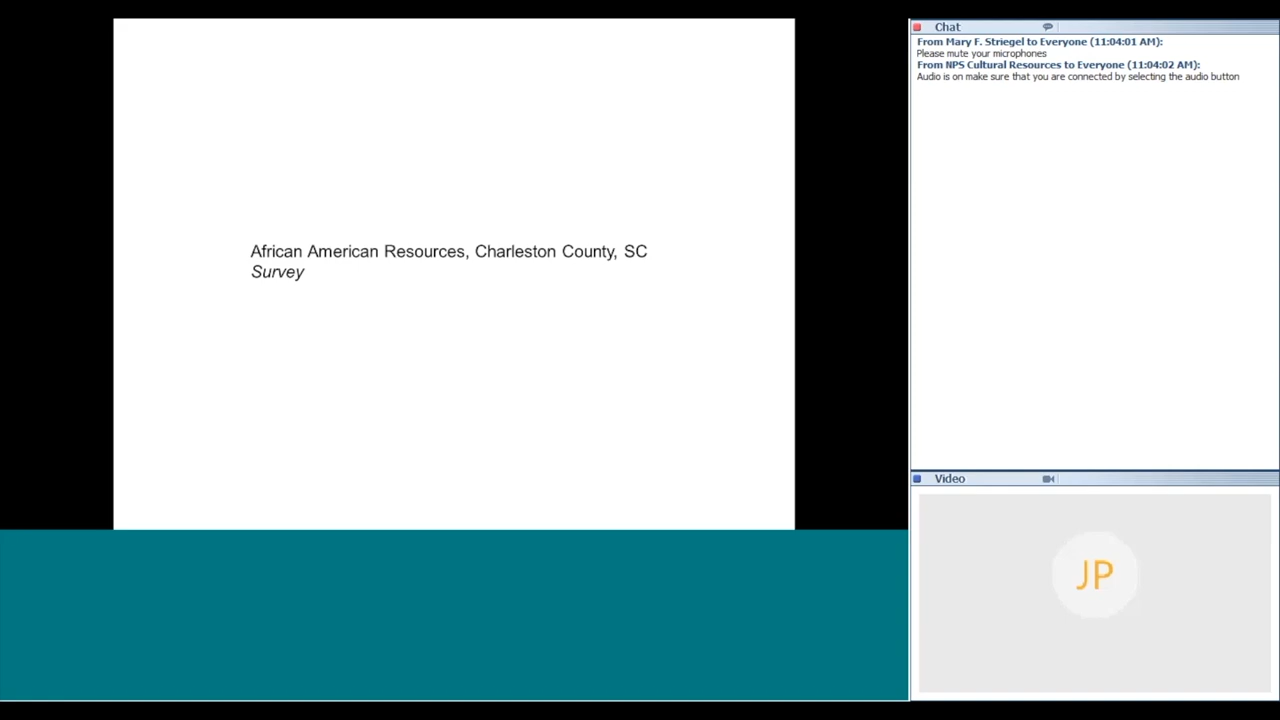 African American Resources, Charleston County, SC
Survey
Chat
From Mary F. Striegel to Everyone (11:04:01 AM):
Please mute your microphones
From NPS Cultural Resources to Everyone (11:04:02 AM):
Audio is on make sure that you are connected by selecting the audio button
Video
JP